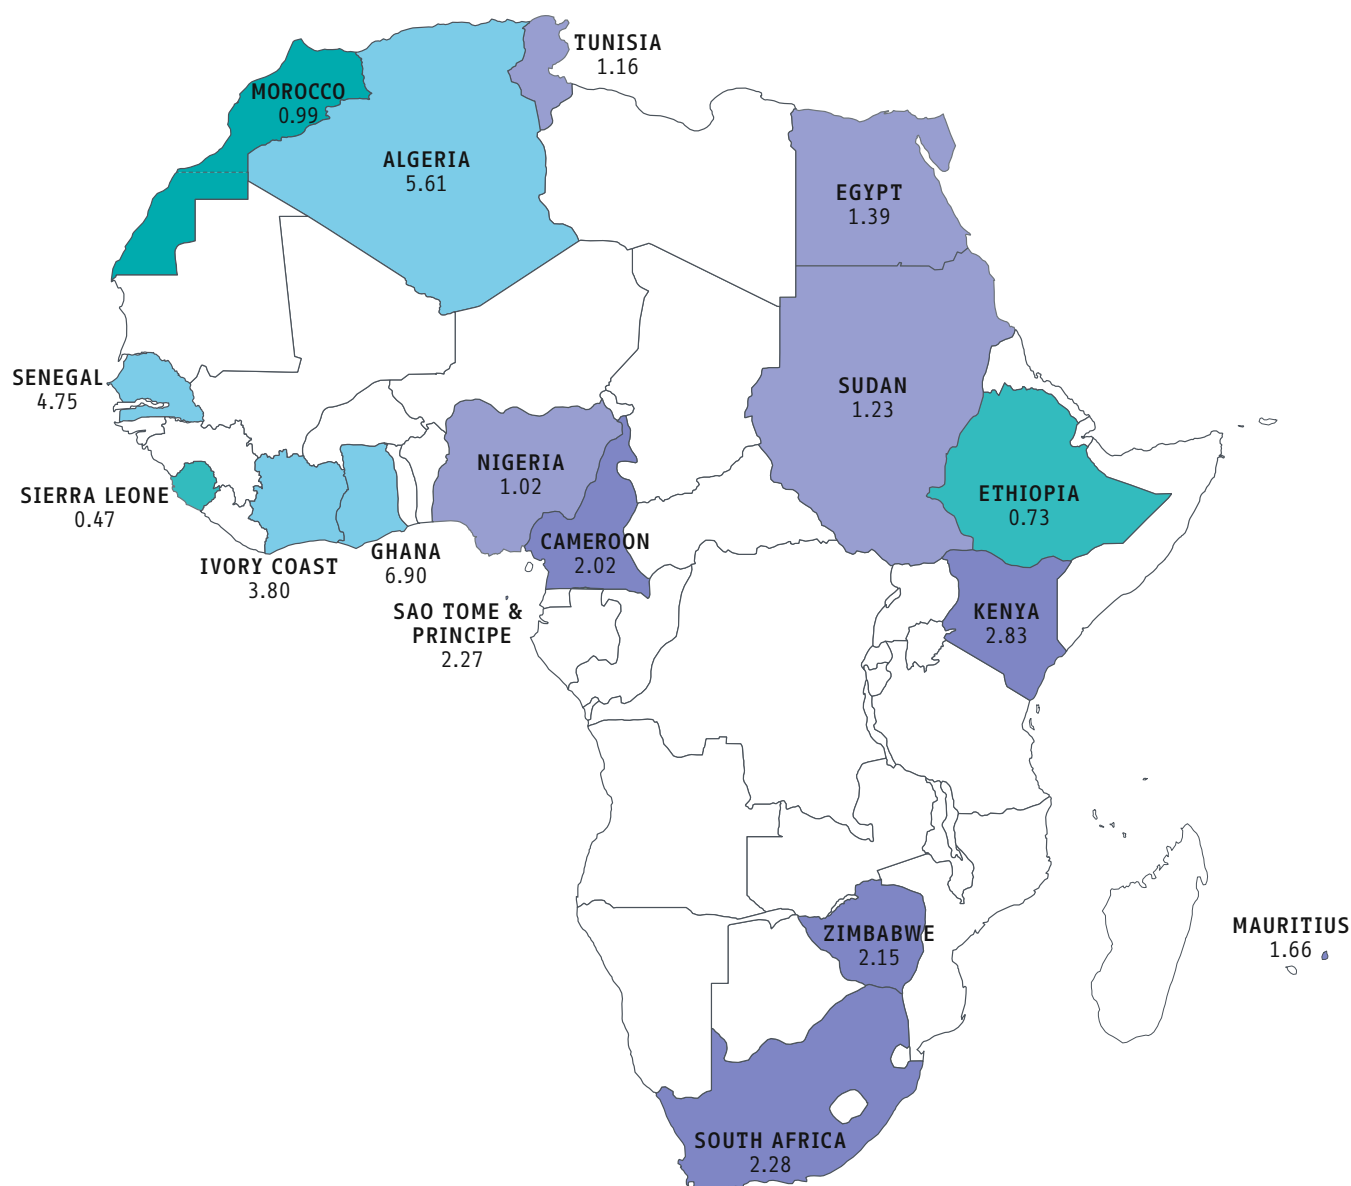 TUNISIA
1.16
MOROCCO
0.99
ALGERIA
5.61
EGYPT
1.39
SENEGAL
4.75
SUDAN
1.23
NIGERIA
1.02
SIERRA LEONE
0.47
ETHIOPIA
0.73
IVORY COAST
3.80
GHANA
6.90
CAMEROON
2.02
SAO TOME &
PRINCIPE
2.27
KENYA
2.83
ZIMBABWE
2.15
MAURITIUS
1.66
SOUTH AFRICA
2.28